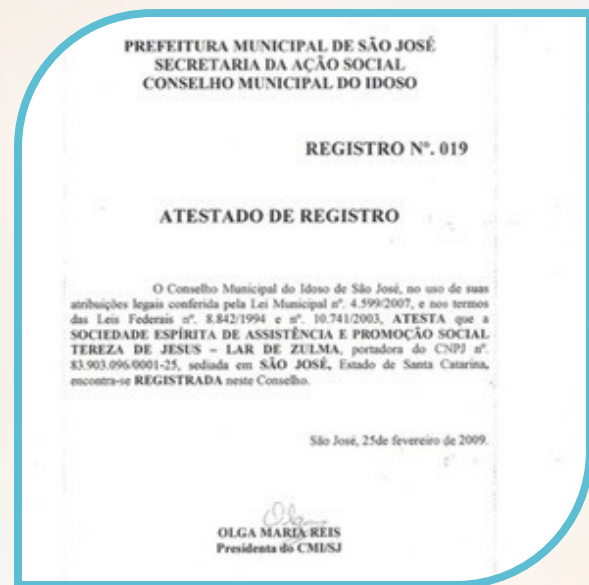 PREFEITURA MUNICIPAL DE SÃO JOSÉ
SECRETARIA DA AÇÃO SOCIAL
CONSELHO MUNICIPAL DO IDOSO
REGISTRO Nº. 019
ATESTADO DE REGISTRO
O Conselho Municipal do Idoso de São José, no uso de suas
atribuições legais conferida pela Lei Municipal nº. 4.599/2007, e nos termos
das Leis Federais nº. 8.842/1994 e nº. 10.741/2003, ATESTA que a
SOCIEDADE ESPÍRITA DE ASSISTÊNCIA E PROMOÇÃO SOCIAL
TEREZA DE JESUS – LAR DE ZULMA, portadora do CNPJ nº.
83.903.096/0001-25, sediada em SÃO JOSÉ, Estado de Santa Catarina,
encontra-se REGISTRADA neste Conselho.
São José, 25de fevereiro de 2009.
Olga
OLGA MARIA REIS
Presidenta do CMI/SJ